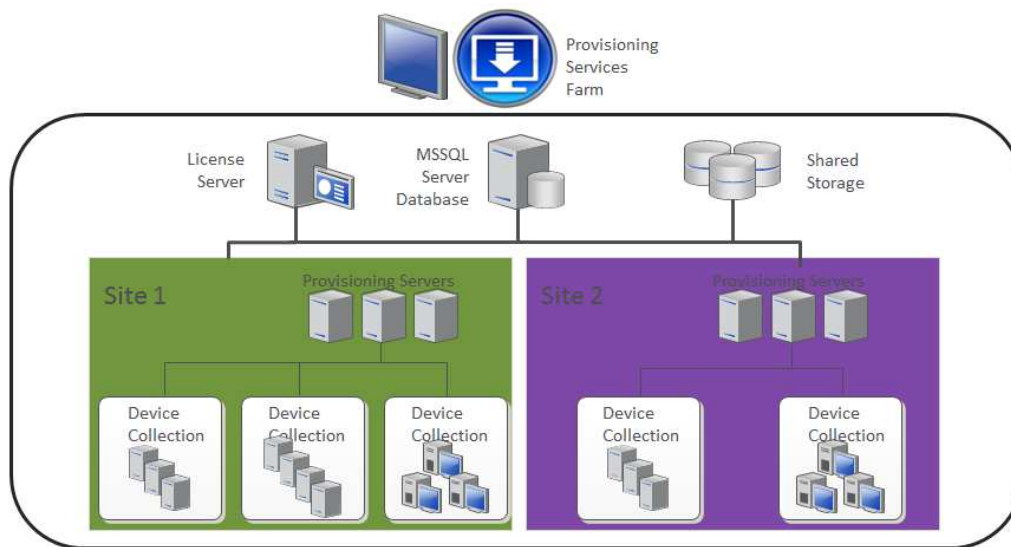 Provisioning
Services
Farm
License
Server
MSSQL
Server
Database
Shared
Storage
Site 1
Provisioning Servers
Device
Collection
Device
Collection
Device
Collection
Site 2
Provisioning Servers
Device
Collection
Device
Collection